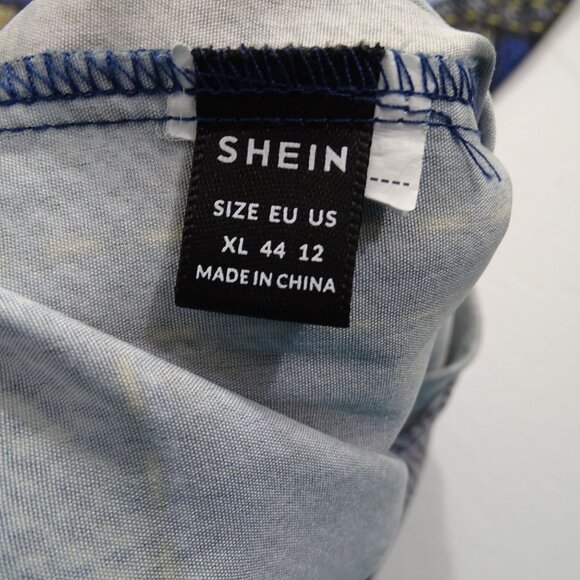 SHEIN
SIZE EU US
XL 44 12
MADE IN CHINA